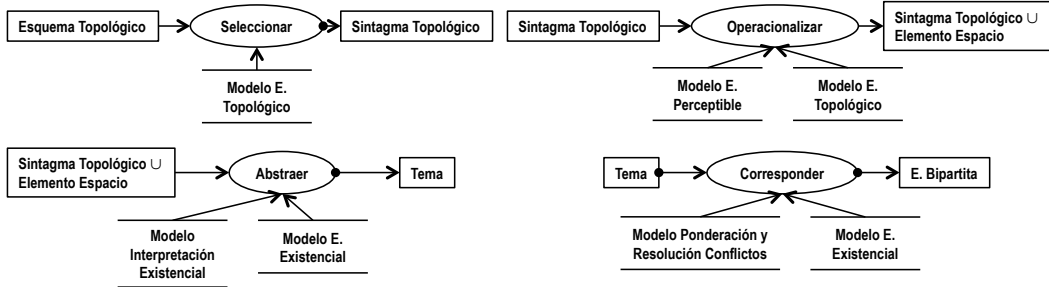 Esquema Topológico
Seleccionar
Sintagma Topológico
Modelo E.
Topológico
Sintagma Topológico
Operacionalizar
Sintagma Topológico ∪
Elemento Espacio
Modelo E.
Perceptible
Modelo E.
Topológico
Sintagma Topológico ∪
Elemento Espacio
Abstraer
Tema
Modelo
Interpretación
Existencial
Modelo E.
Existencial
Tema
Corresponder
E. Bipartita
Modelo Ponderación y
Resolución Conflictos
Modelo E.
Existencial